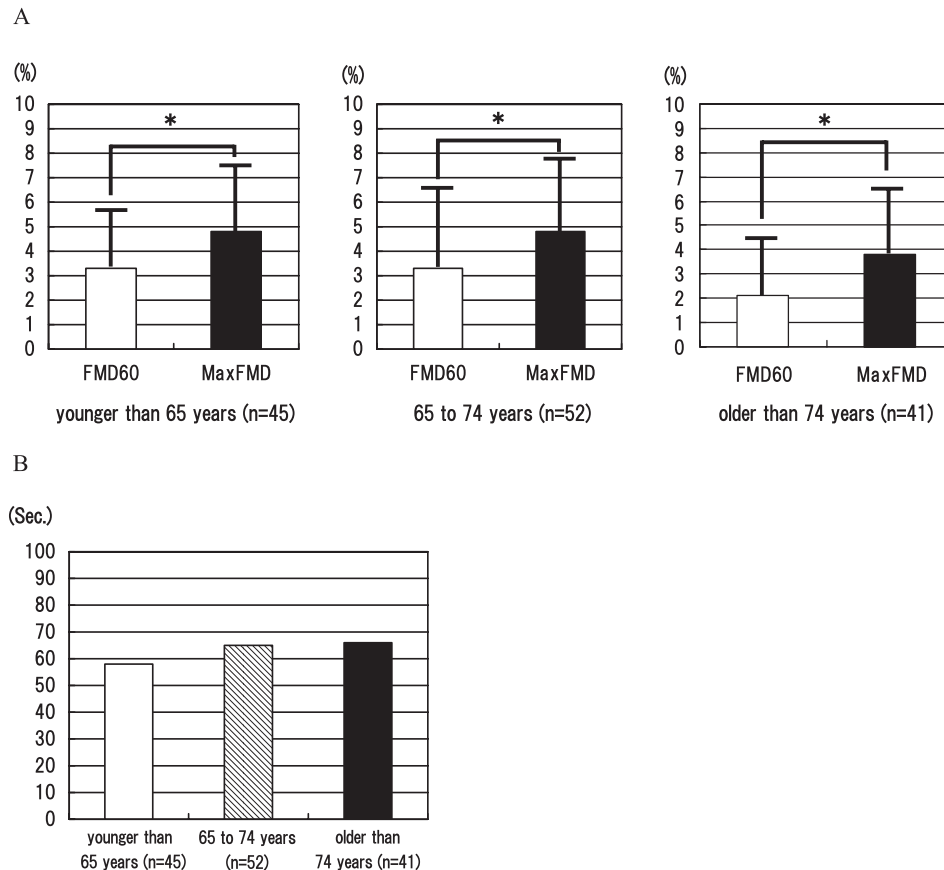 A
(%)
10
9
8
7
6
5
4
3
2
1
0
*
FMD60
MaxFMD
younger than 65 years (n=45)
(%)
10
9
8
7
6
5
4
3
2
1
0
*
FMD60
MaxFMD
65 to 74 years (n=52)
(%)
10
9
8
7
6
5
4
3
2
1
0
*
FMD60
MaxFMD
older than 74 years (n=41)
B
(Sec.)
100
90
80
70
60
50
40
30
20
10
0
younger than
65 years (n=45)
65 to 74 years
(n=52)
older than
74 years (n=41)